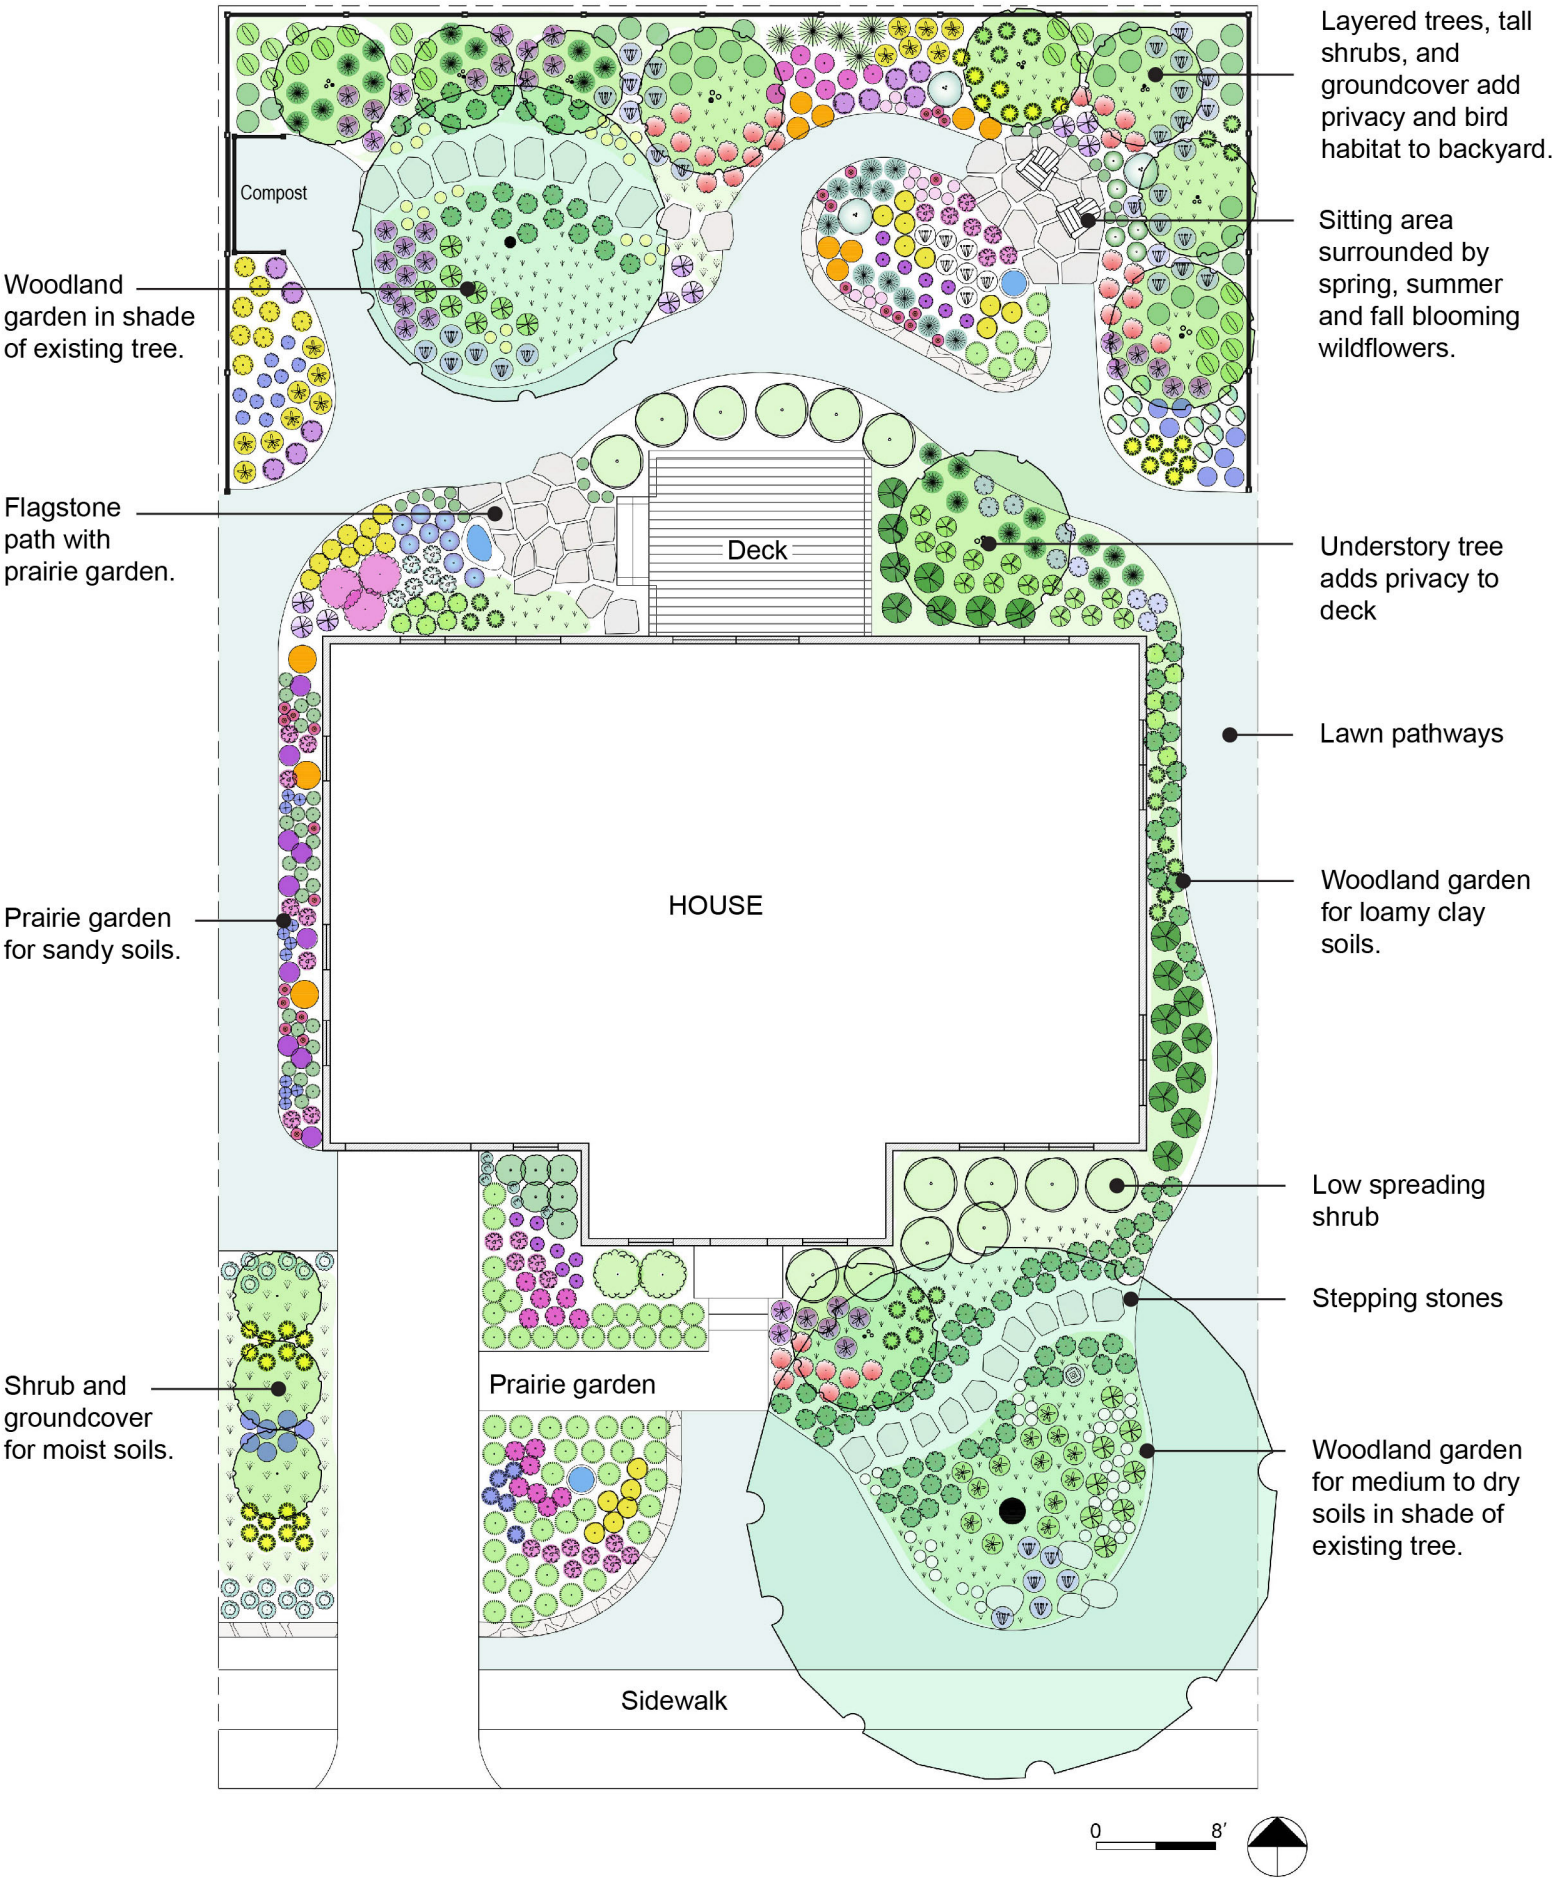 Layered trees, tall
shrubs, and
groundcover add
privacy and bird
habitat to backyard.
Compost
Sitting area
surrounded by
spring, summer
and fall blooming
wildflowers.
Woodland
garden in shade
of existing tree.
Flagstone
path with
prairie garden.
Deck
Understory tree
adds privacy to
deck
Lawn pathways
HOUSE
Woodland garden
for loamy clay
soils.
Prairie garden
for sandy soils.
Low spreading
shrub
Stepping stones
Shrub and
groundcover
for moist soils.
Prairie garden
Woodland garden
for medium to dry
soils in shade of
existing tree.
Sidewalk
0 8'